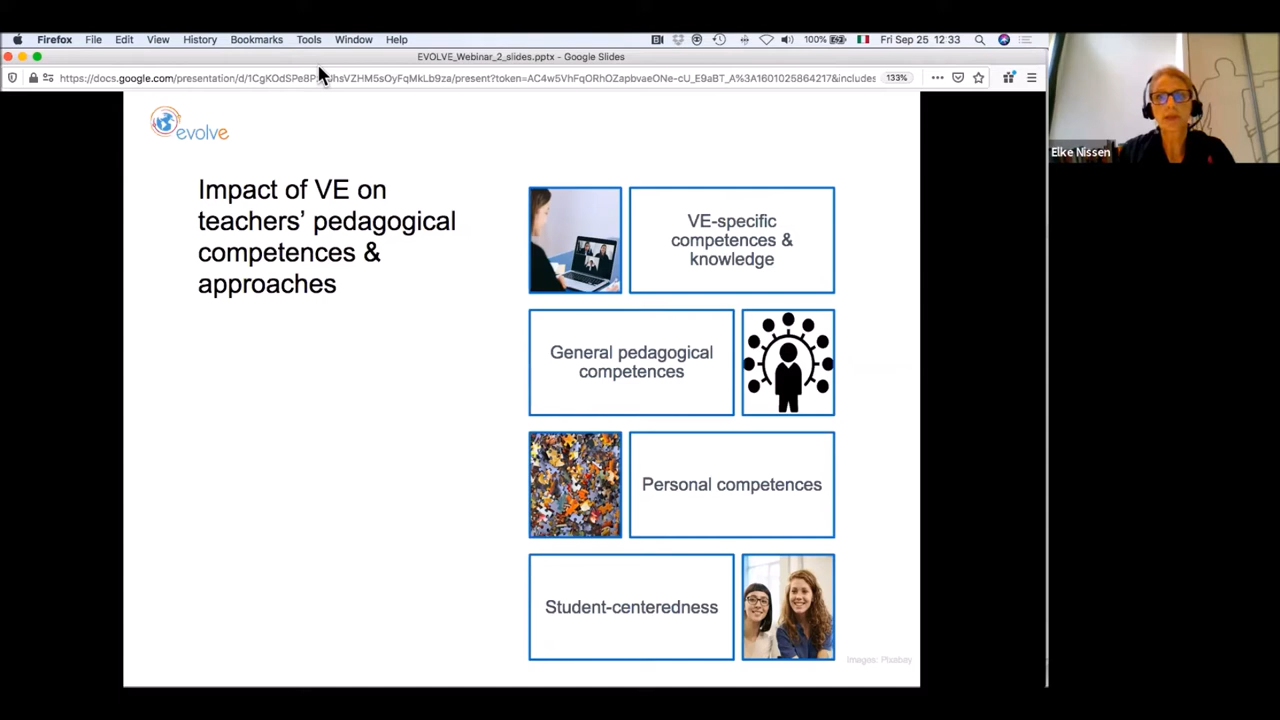 Firefox File Edit View History Bookmarks Tools Window Help 100% Fri Sep 25 12:33
EVOLVE_Webinar_2_slides.pptx - Google Slides
133%
evolve
Elke Nissen
Impact of VE on
teachers’ pedagogical
competences &
approaches
VE-specific
competences &
knowledge
General pedagogical
competences
Personal competences
Student-centeredness
Images: Pixabay